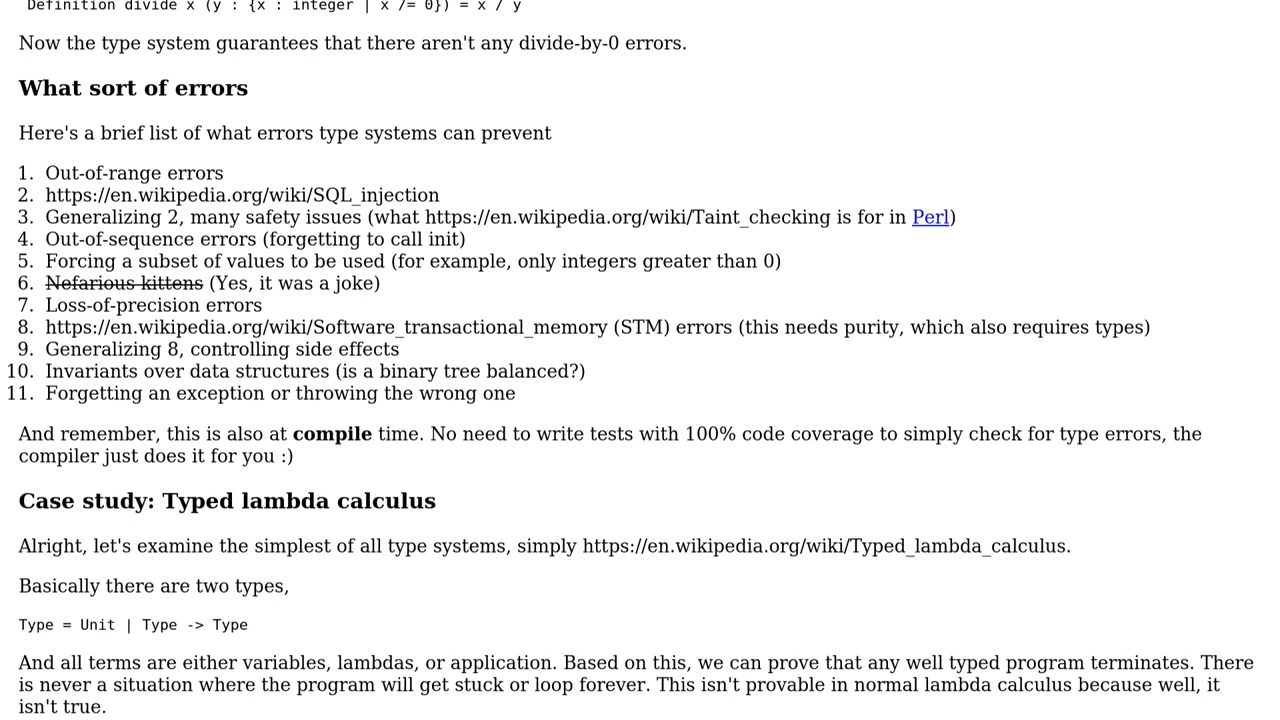 Definition divide x (y : {x : integer | x /= 0}) = x / y
Now the type system guarantees that there aren't any divide-by-0 errors.
What sort of errors
Here's a brief list of what errors type systems can prevent
1. Out-of-range errors
2. https://en.wikipedia.org/wiki/SQL_injection
3. Generalizing 2, many safety issues (what https://en.wikipedia.org/wiki/Taint_checking is for in Perl)
4. Out-of-sequence errors (forgetting to call init)
5. Forcing a subset of values to be used (for example, only integers greater than 0)
6. Nefarious kittens (Yes, it was a joke)
7. Loss-of-precision errors
8. https://en.wikipedia.org/wiki/Software_transactional_memory (STM) errors (this needs purity, which also requires types)
9. Generalizing 8, controlling side effects
10. Invariants over data structures (is a binary tree balanced?)
11. Forgetting an exception or throwing the wrong one
And remember, this is also at compile time. No need to write tests with 100% code coverage to simply check for type errors, the
compiler just does it for you :)
Case study: Typed lambda calculus
Alright, let's examine the simplest of all type systems, simply https://en.wikipedia.org/wiki/Typed_lambda_calculus.
Basically there are two types,
Type = Unit | Type -> Type
And all terms are either variables, lambdas, or application. Based on this, we can prove that any well typed program terminates. There
is never a situation where the program will get stuck or loop forever. This isn't provable in normal lambda calculus because well, it
isn't true.